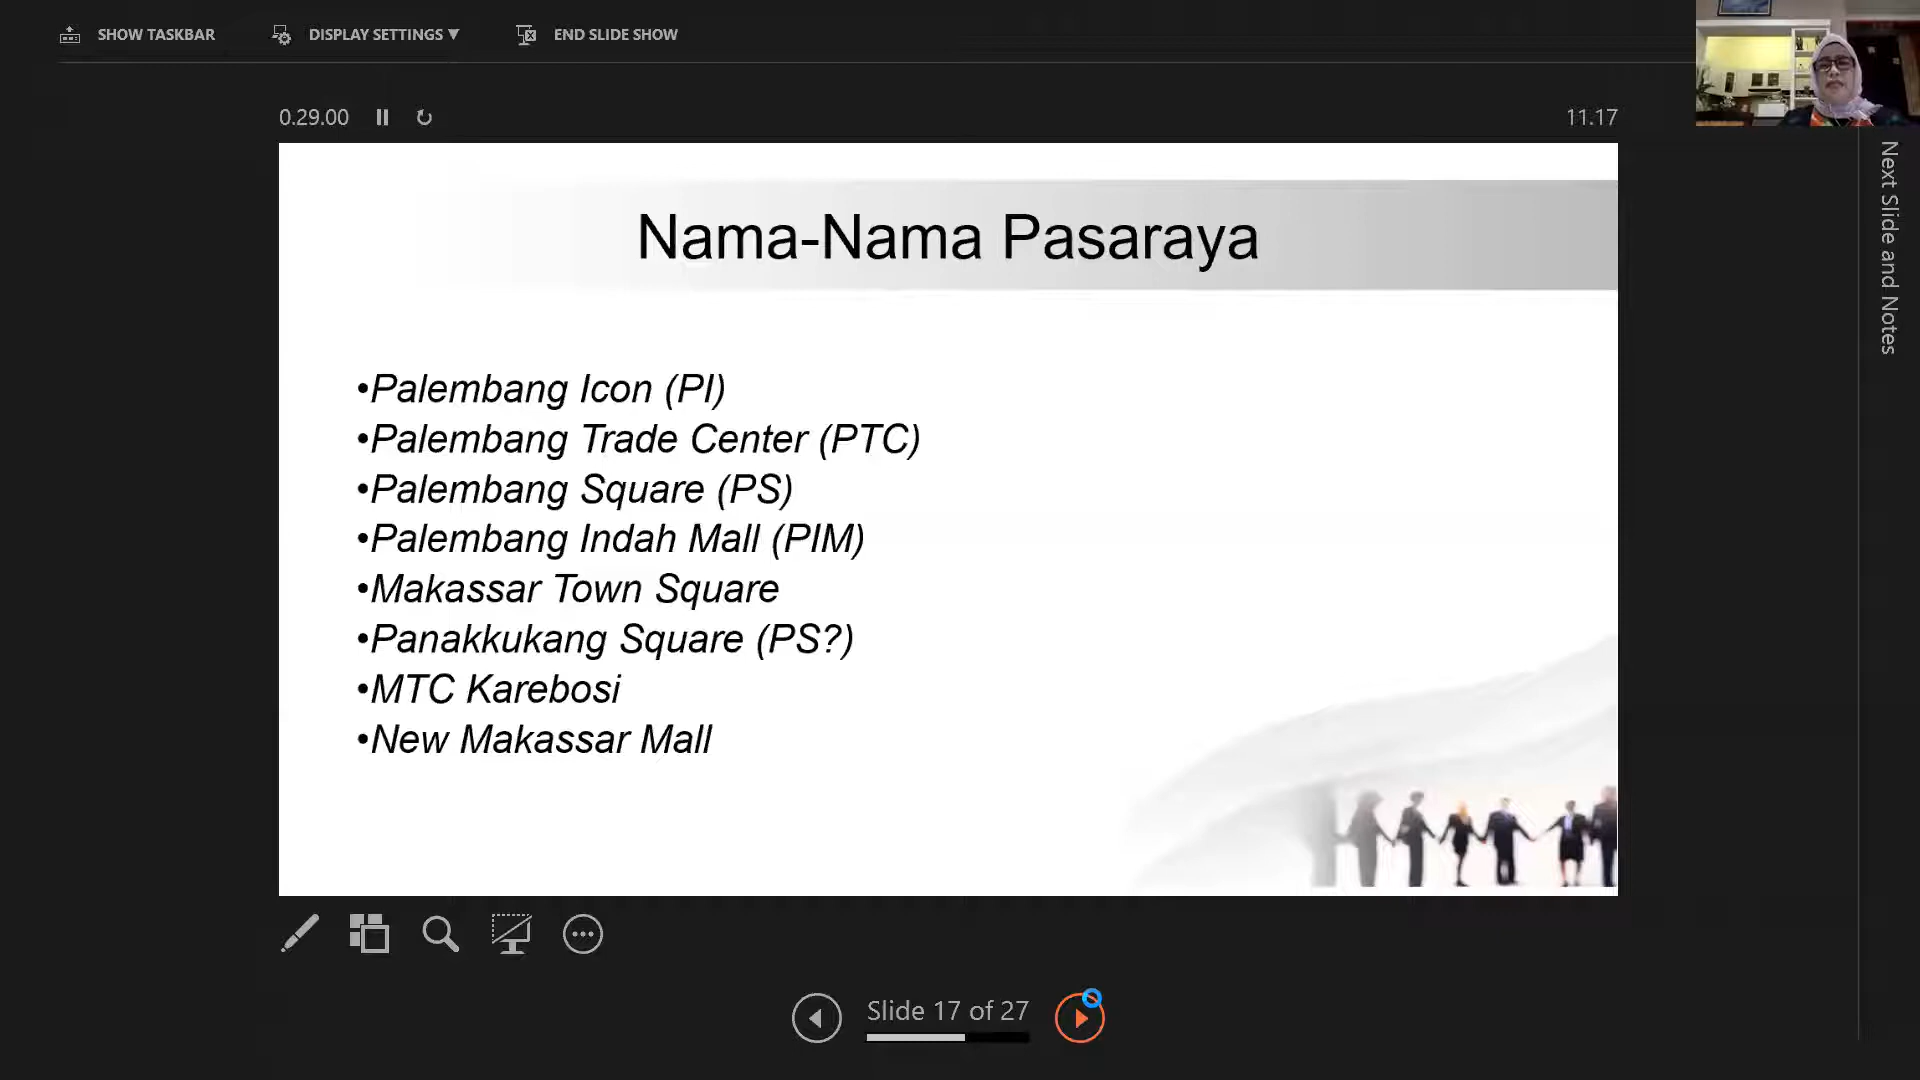 SHOW TASKBAR
DISPLAY SETTINGS ▼
END SLIDE SHOW
0.29.00
11.17
Nama-Nama Pasaraya
•Palembang Icon (PI)
•Palembang Trade Center (PTC)
•Palembang Square (PS)
•Palembang Indah Mall (PIM)
•Makassar Town Square
•Panakkukang Square (PS?)
•MTC Karebosi
•New Makassar Mall
Slide 17 of 27
Next Slide and Notes